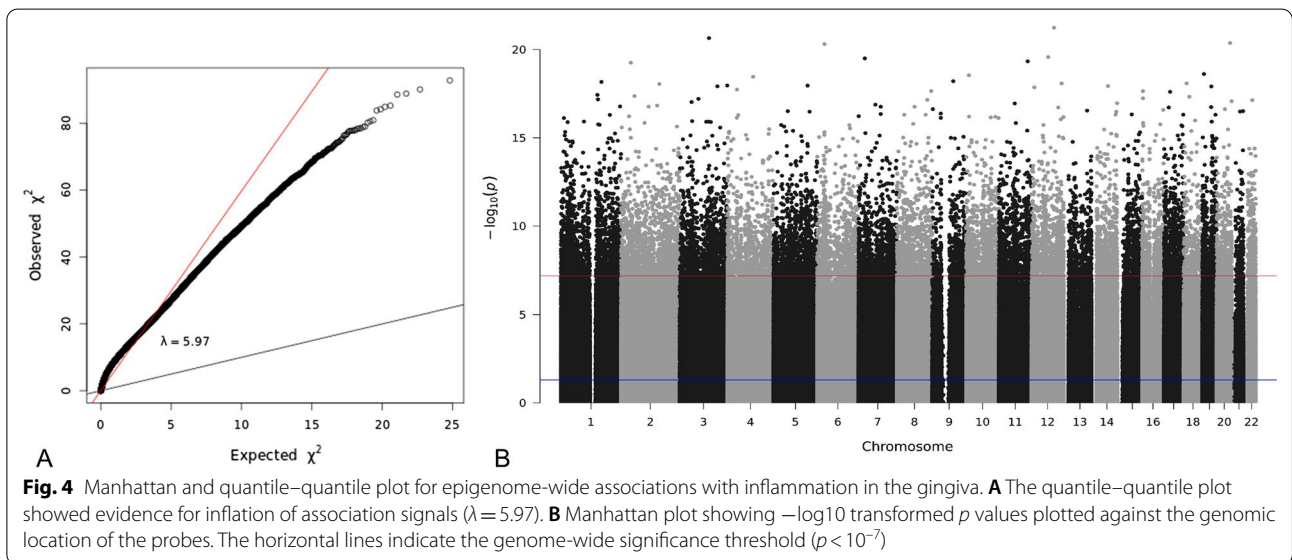 80
60
40
20
0
Observed χ²
λ = 5.97
0 5 10 15 20 25
Expected χ²
A
20
15
10
5
0
−log₁₀(p)
1 2 3 4 5 6 7 8 9 10 11 12 13 14 16 18 20 22
Chromosome
B
Fig. 4 Manhattan and quantile–quantile plot for epigenome-wide associations with inflammation in the gingiva. A The quantile–quantile plot
showed evidence for inflation of association signals (λ = 5.97). B Manhattan plot showing −log10 transformed p values plotted against the genomic
location of the probes. The horizontal lines indicate the genome-wide significance threshold (p < 10⁻⁷)